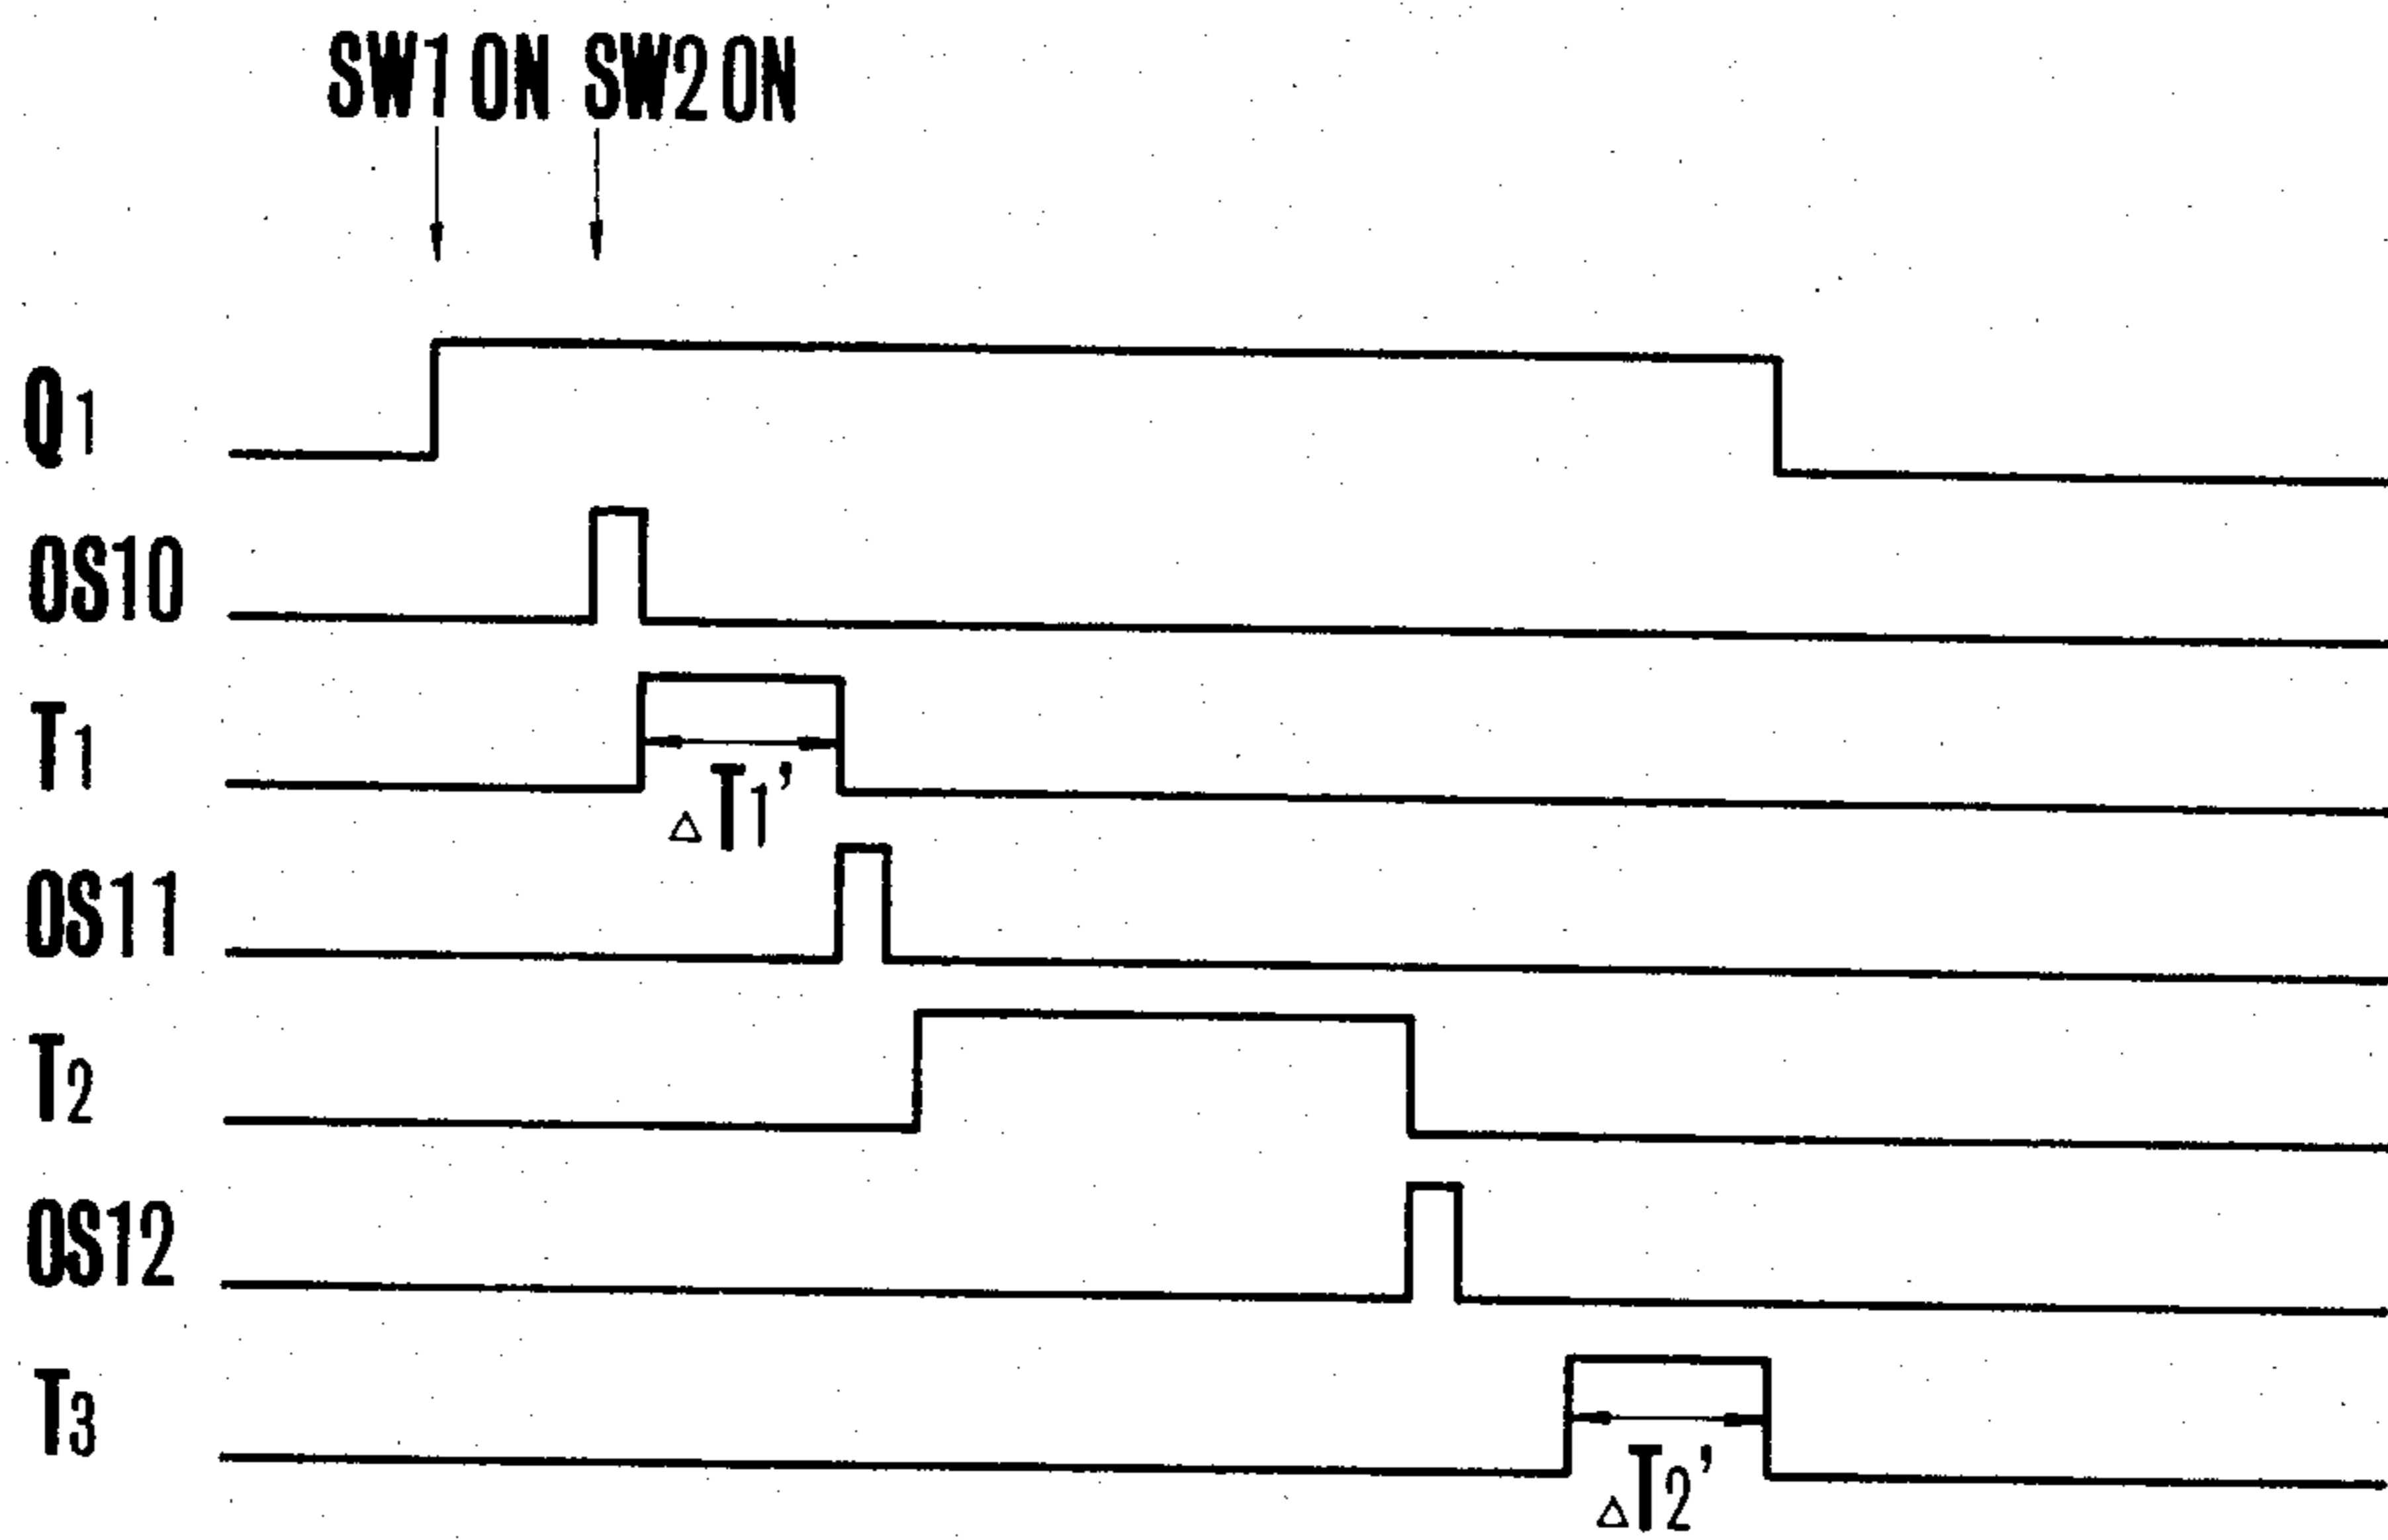 SW1 ON SW2 ON
Q1
OS10
T1
△T1'
OS11
T2
OS12
T3
△T2'